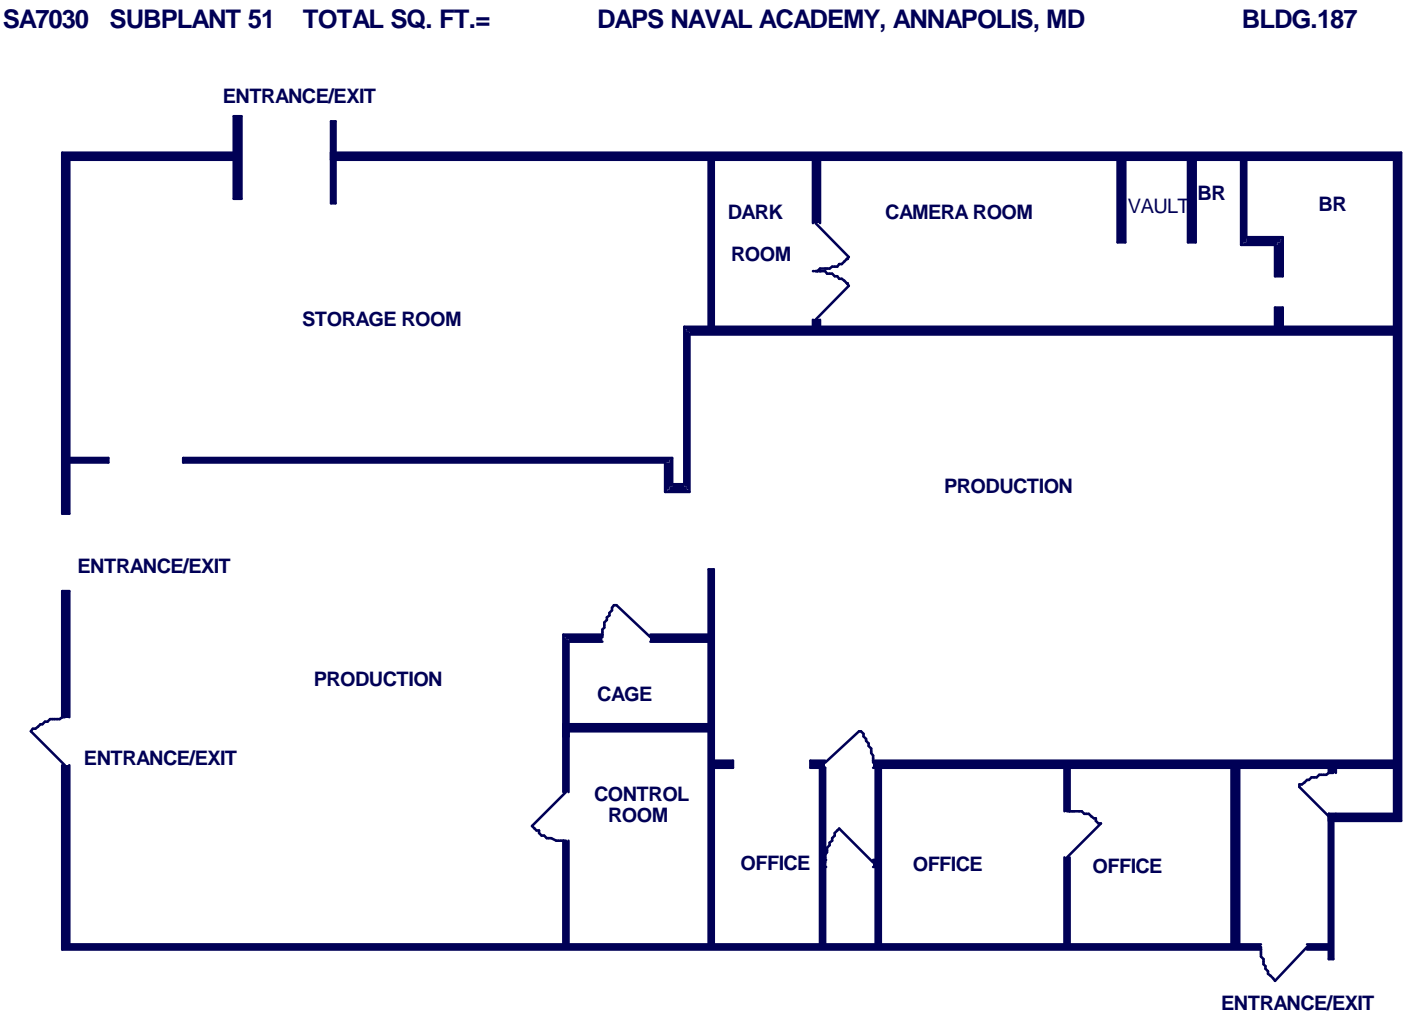 SA7030 SUBPLANT 51 TOTAL SQ. FT.= DAPS NAVAL ACADEMY, ANNAPOLIS, MD BLDG.187
ENTRANCE/EXIT
DARK
ROOM
CAMERA ROOM
VAULT
BR
BR
STORAGE ROOM
PRODUCTION
ENTRANCE/EXIT
PRODUCTION
CAGE
ENTRANCE/EXIT
CONTROL
ROOM
OFFICE
OFFICE
OFFICE
ENTRANCE/EXIT